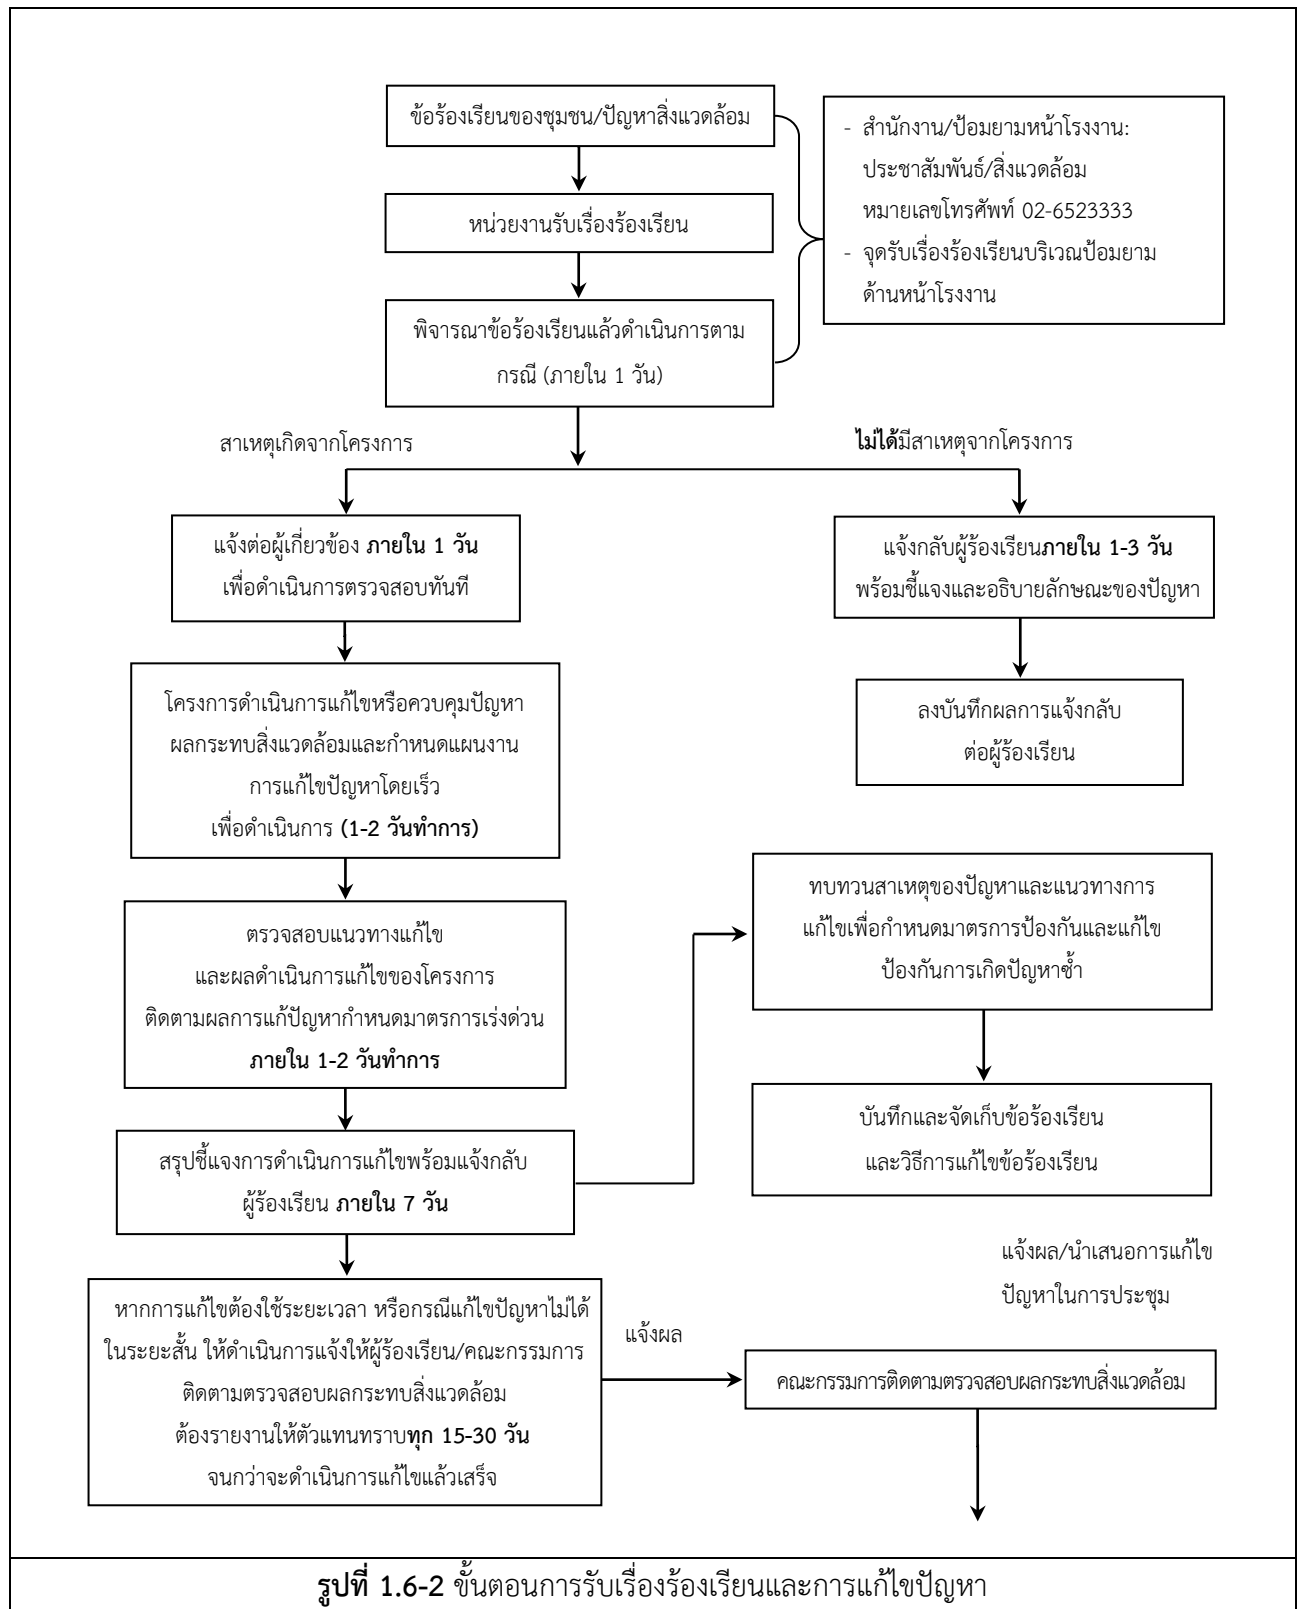 ข้อร้องเรียนของชุมชน/ปัญหาสิ่งแวดล้อม
- สำนักงาน/ป้อมยามหน้าโรงงาน:
ประชาสัมพันธ์/สิ่งแวดล้อม
หมายเลขโทรศัพท์ 02-6523333
- จุดรับเรื่องร้องเรียนบริเวณป้อมยาม
ด้านหน้าโรงงาน
หน่วยงานรับเรื่องร้องเรียน
พิจารณาข้อร้องเรียนแล้วดำเนินการตาม
กรณี (ภายใน 1 วัน)
สาเหตุเกิดจากโครงการ
ไม่ได้มีสาเหตุจากโครงการ
แจ้งต่อผู้เกี่ยวข้อง ภายใน 1 วัน
เพื่อดำเนินการตรวจสอบทันที
แจ้งกลับผู้ร้องเรียนภายใน 1-3 วัน
พร้อมชี้แจงและอธิบายลักษณะของปัญหา
โครงการดำเนินการแก้ไขหรือควบคุมปัญหา
ผลกระทบสิ่งแวดล้อมและกำหนดแผนงาน
การแก้ไขปัญหาโดยเร็ว
เพื่อดำเนินการ (1-2 วันทำการ)
ลงบันทึกผลการแจ้งกลับ
ต่อผู้ร้องเรียน
ตรวจสอบแนวทางแก้ไข
และผลดำเนินการแก้ไขของโครงการ
ติดตามผลการแก้ปัญหากำหนดมาตรการเร่งด่วน
ภายใน 1-2 วันทำการ
ทบทวนสาเหตุของปัญหาและแนวทางการ
แก้ไขเพื่อกำหนดมาตรการป้องกันและแก้ไข
ป้องกันการเกิดปัญหาซ้ำ
สรุปชี้แจงการดำเนินการแก้ไขพร้อมแจ้งกลับ
ผู้ร้องเรียน ภายใน 7 วัน
บันทึกและจัดเก็บข้อร้องเรียน
และวิธีการแก้ไขข้อร้องเรียน
แจ้งผล/นำเสนอการแก้ไข
ปัญหาในการประชุม
หากการแก้ไขต้องใช้ระยะเวลา หรือกรณีแก้ไขปัญหาไม่ได้
ในระยะสั้น ให้ดำเนินการแจ้งให้ผู้ร้องเรียน/คณะกรรมการ
ติดตามตรวจสอบผลกระทบสิ่งแวดล้อม
ต้องรายงานให้ตัวแทนทราบทุก 15-30 วัน
จนกว่าจะดำเนินการแก้ไขแล้วเสร็จ
แจ้งผล
คณะกรรมการติดตามตรวจสอบผลกระทบสิ่งแวดล้อม
รูปที่ 1.6-2 ขั้นตอนการรับเรื่องร้องเรียนและการแก้ไขปัญหา